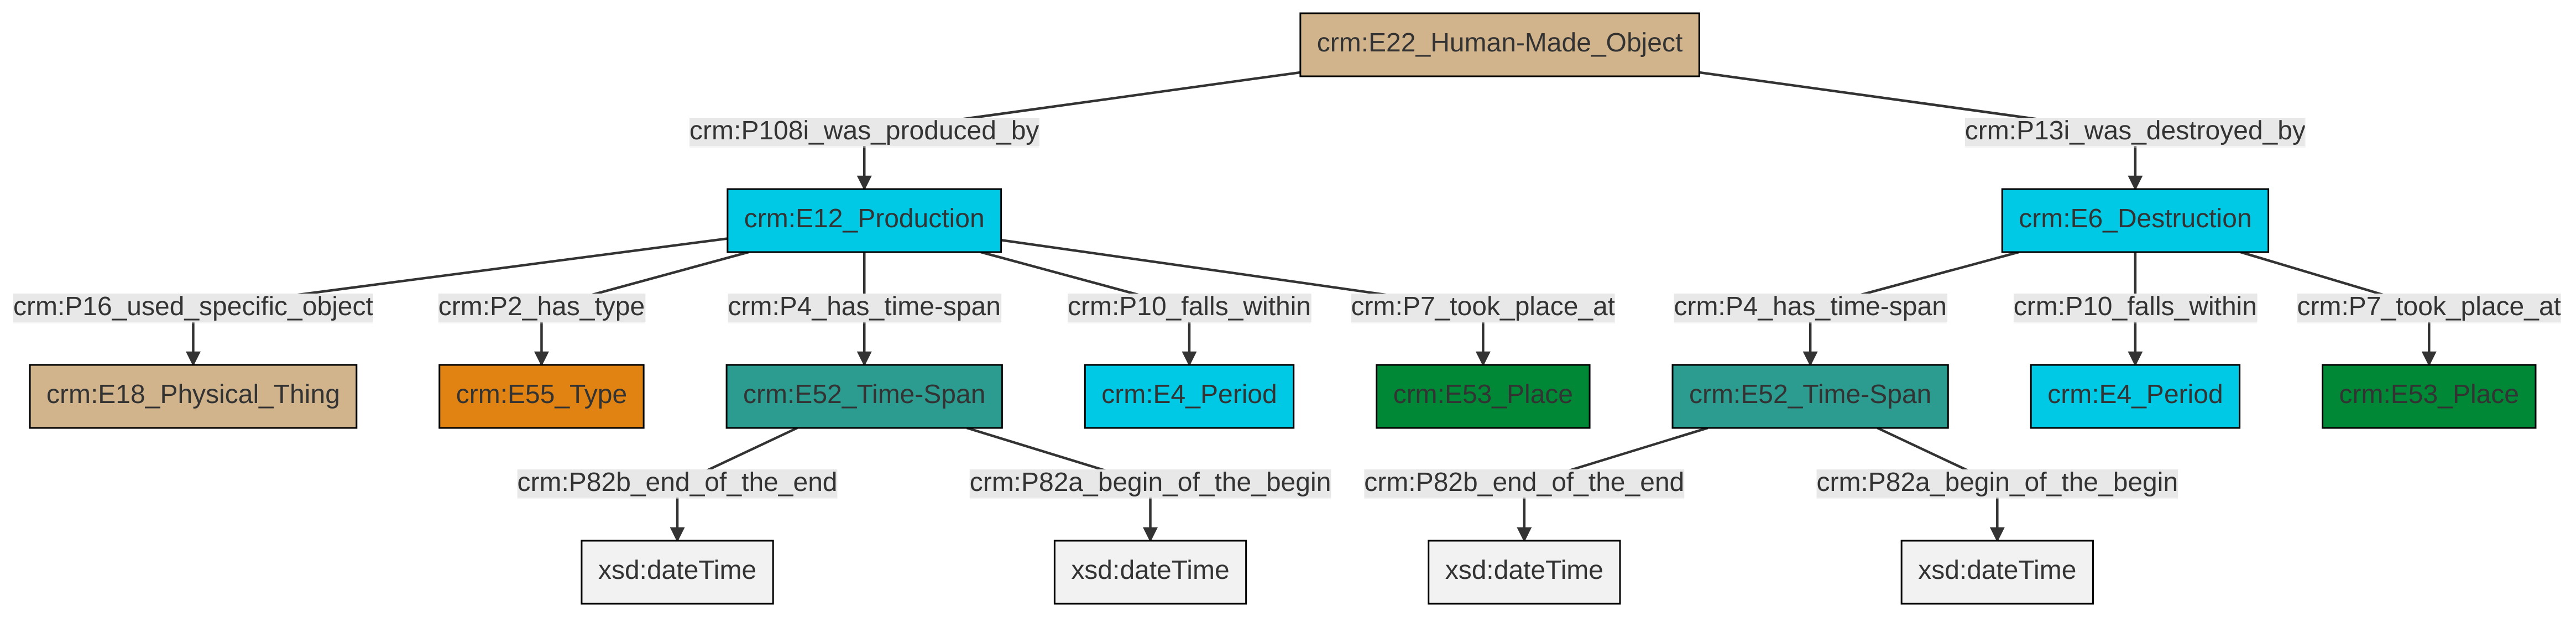 crm:E22_Human-Made_Object
crm:P108i_was_produced_by
crm:P13i_was_destroyed_by
crm:E12_Production
crm:E6_Destruction
crm:P16_used_specific_object
crm:P2_has_type
crm:P4_has_time-span
crm:P10_falls_within
crm:P7_took_place_at
crm:P4_has_time-span
crm:P10_falls_within
crm:P7_took_place_at
crm:E18_Physical_Thing
crm:E55_Type
crm:E52_Time-Span
crm:E4_Period
crm:E53_Place
crm:E52_Time-Span
crm:E4_Period
crm:E53_Place
crm:P82b_end_of_the_end
crm:P82a_begin_of_the_begin
crm:P82b_end_of_the_end
crm:P82a_begin_of_the_begin
xsd:dateTime
xsd:dateTime
xsd:dateTime
xsd:dateTime